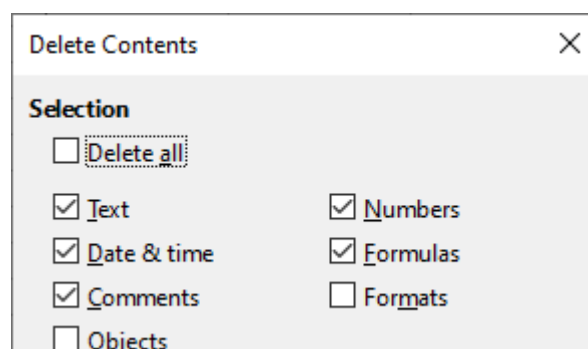 Delete Contents
Selection
Delete all
Text
Numbers
Date & time
Formulas
Comments
Formats
Objects